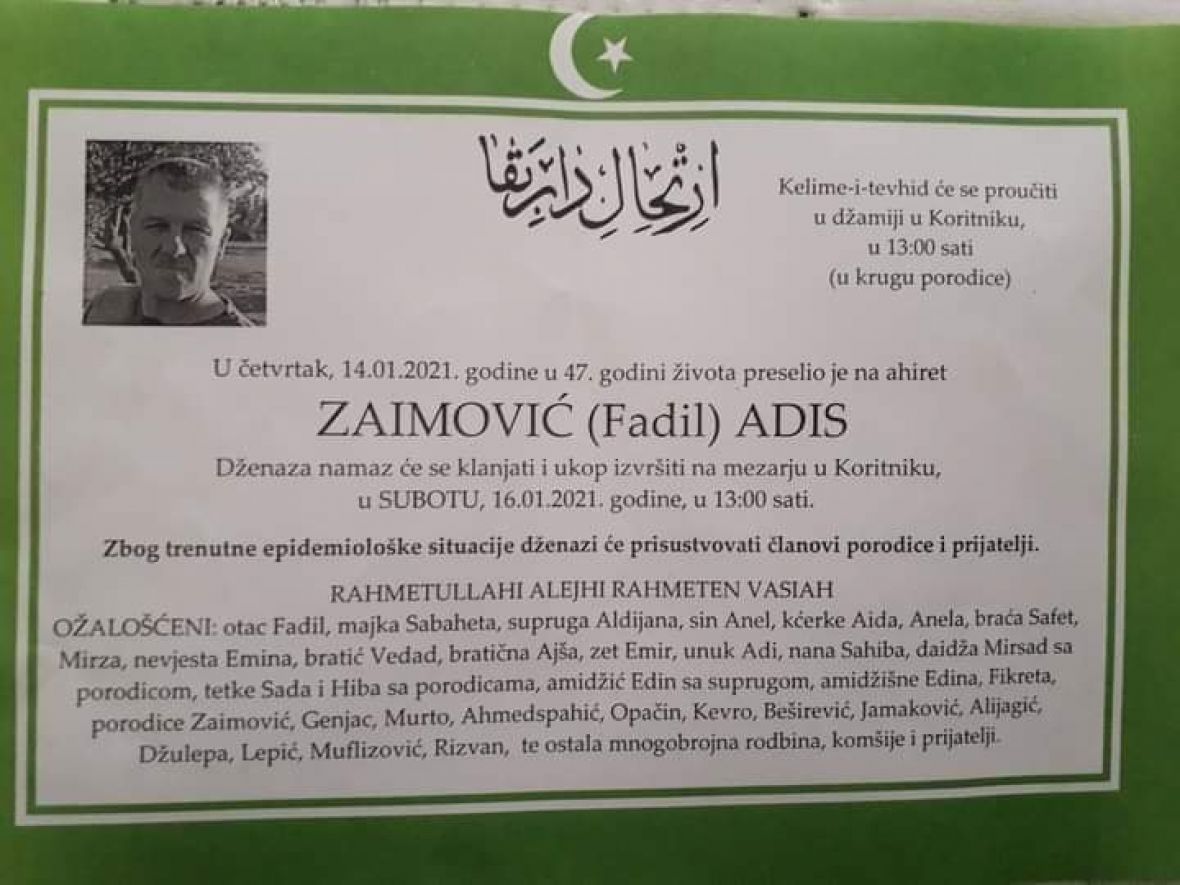 ارتحال دار بقا
Kelime-i-tevhid će se proučiti
u džamiji u Koritniku,
u 13:00 sati
(u krugu porodice)
U četvrtak, 14.01.2021. godine u 47. godini života preselio je na ahiret
ZAIMOVIĆ (Fadil) ADIS
Dženaza namaz će se klanjati i ukop izvršiti na mezarju u Koritniku,
u SUBOTU, 16.01.2021. godine, u 13:00 sati.
Zbog trenutne epidemiološke situacije dženazi će prisustvovati članovi porodice i prijatelji.
RAHMETULLAHI ALEJHI RAHMETEN VASIAH
OŽALOŠĆENI: otac Fadil, majka Sabaheta, supruga Aldijana, sin Anel, kćerke Aida, Anela, braća Safet,
Mirza, nevjesta Emina, bratić Vedad, bratična Ajša, zet Emir, unuk Adi, nana Sahiba, daidža Mirsad sa
porodicom, tetke Sada i Hiba sa porodicama, amidžić Edin sa suprugom, amidžišne Edina, Fikreta,
porodice Zaimović, Genjac, Murto, Ahmedspahić, Opačin, Kevro, Beširević, Jamaković, Alijagić,
Džulepa, Lepić, Muflizović, Rizvan, te ostala mnogobrojna rodbina, komšije i prijatelji.